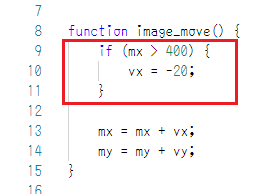 7
8 function image_move() {
9 if (mx > 400) {
10 vx = -20;
11 }
12
13 mx = mx + vx;
14 my = my + vy;
15 }
16